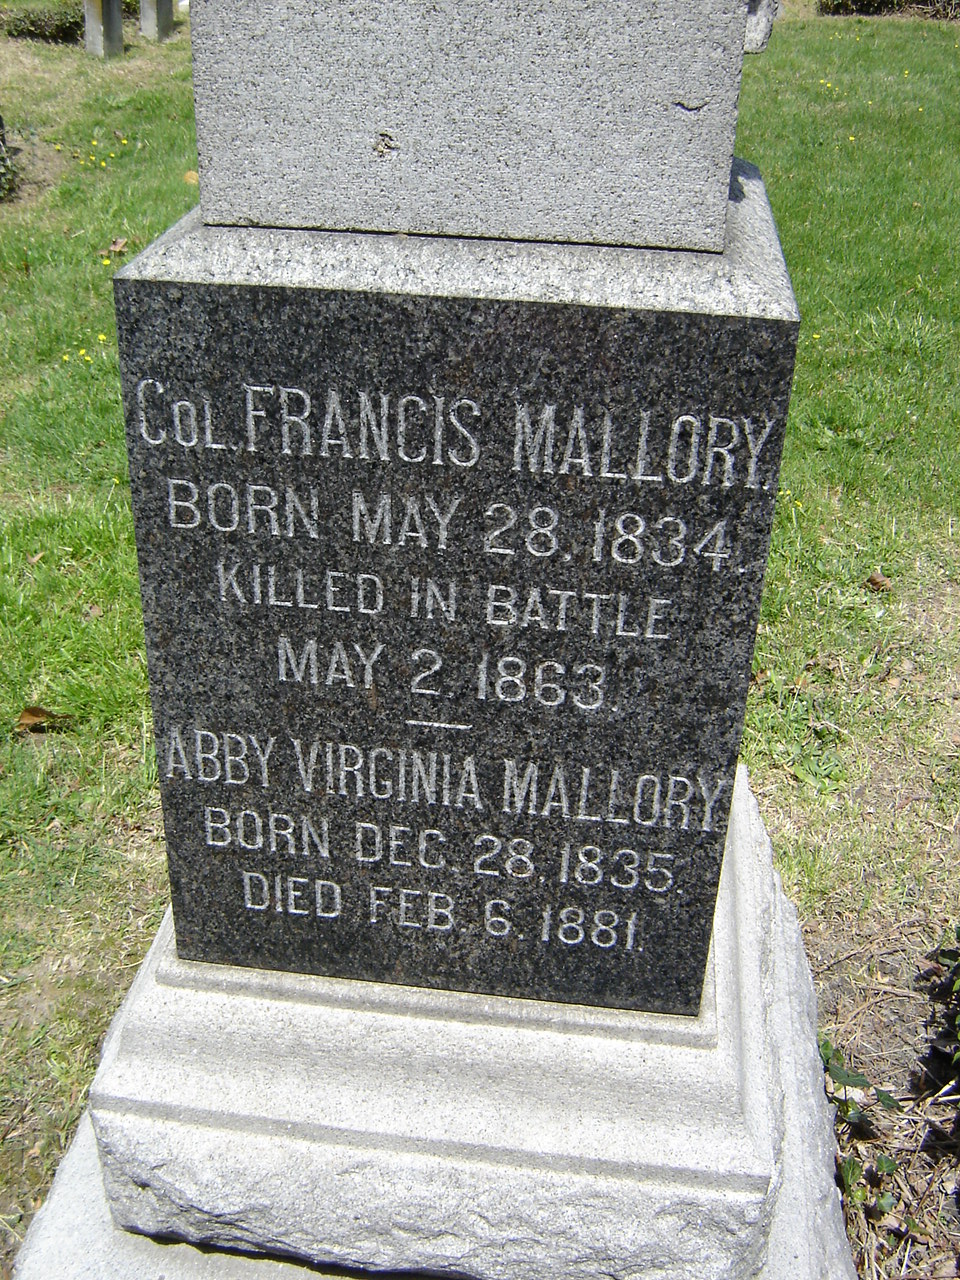 COL. FRANCIS MALLORY.
BORN MAY 28, 1834.
KILLED IN BATTLE
MAY 2, 1863.
ABBY VIRGINIA MALLORY
BORN DEC. 28, 1835.
DIED FEB. 6, 1881.